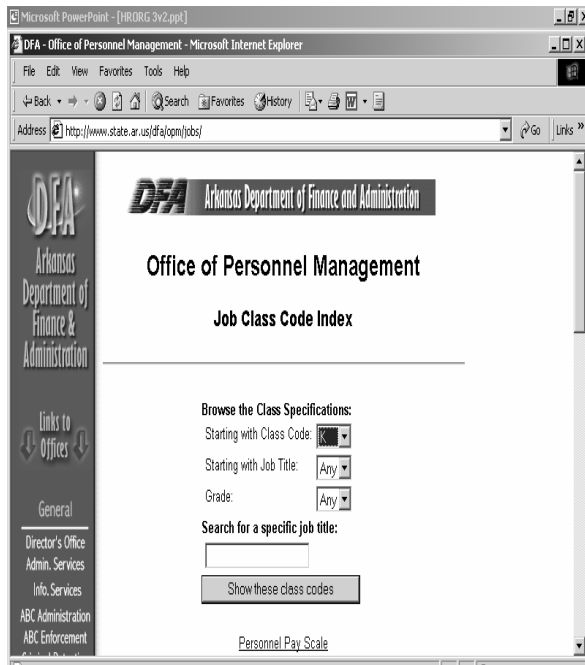 Microsoft PowerPoint - [HRORG 3v2.ppt]
DFA - Office of Personnel Management - Microsoft Internet Explorer
File Edit View Favorites Tools Help
Back Search Favorites History
Address http://www.state.ar.us/dfa/opm/jobs/ Go Links »
DFA
Arkansas
Department of
Finance &
Administration
Links to
Offices
General
Director's Office
Admin. Services
Info. Services
ABC Administration
ABC Enforcement
DFA Arkansas Department of Finance and Administration
Office of Personnel Management
Job Class Code Index
Browse the Class Specifications:
Starting with Class Code: K
Starting with Job Title: Any
Grade: Any
Search for a specific job title:
Show these class codes
Personnel Pay Scale